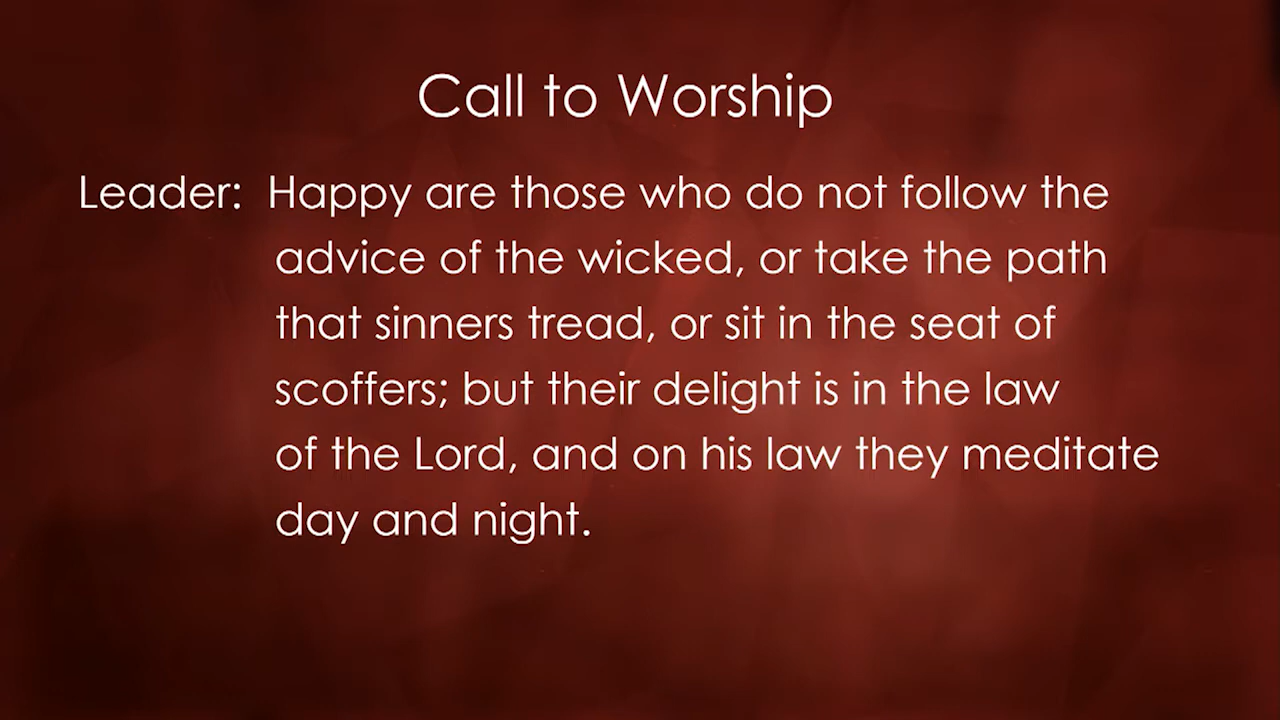 Call to Worship
Leader: Happy are those who do not follow the
advice of the wicked, or take the path
that sinners tread, or sit in the seat of
scoffers; but their delight is in the law
of the Lord, and on his law they meditate
day and night.